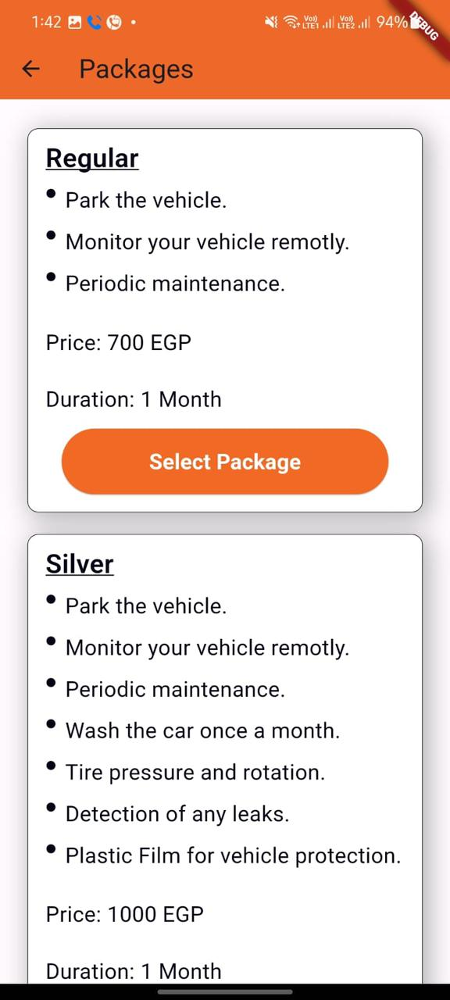 1:42
Vo))
LTE1
Vo))
LTE2
94%
DEBUG
Packages
Regular
• Park the vehicle.
• Monitor your vehicle remotly.
• Periodic maintenance.
Price: 700 EGP
Duration: 1 Month
Select Package
Silver
• Park the vehicle.
• Monitor your vehicle remotly.
• Periodic maintenance.
• Wash the car once a month.
• Tire pressure and rotation.
• Detection of any leaks.
• Plastic Film for vehicle protection.
Price: 1000 EGP
Duration: 1 Month